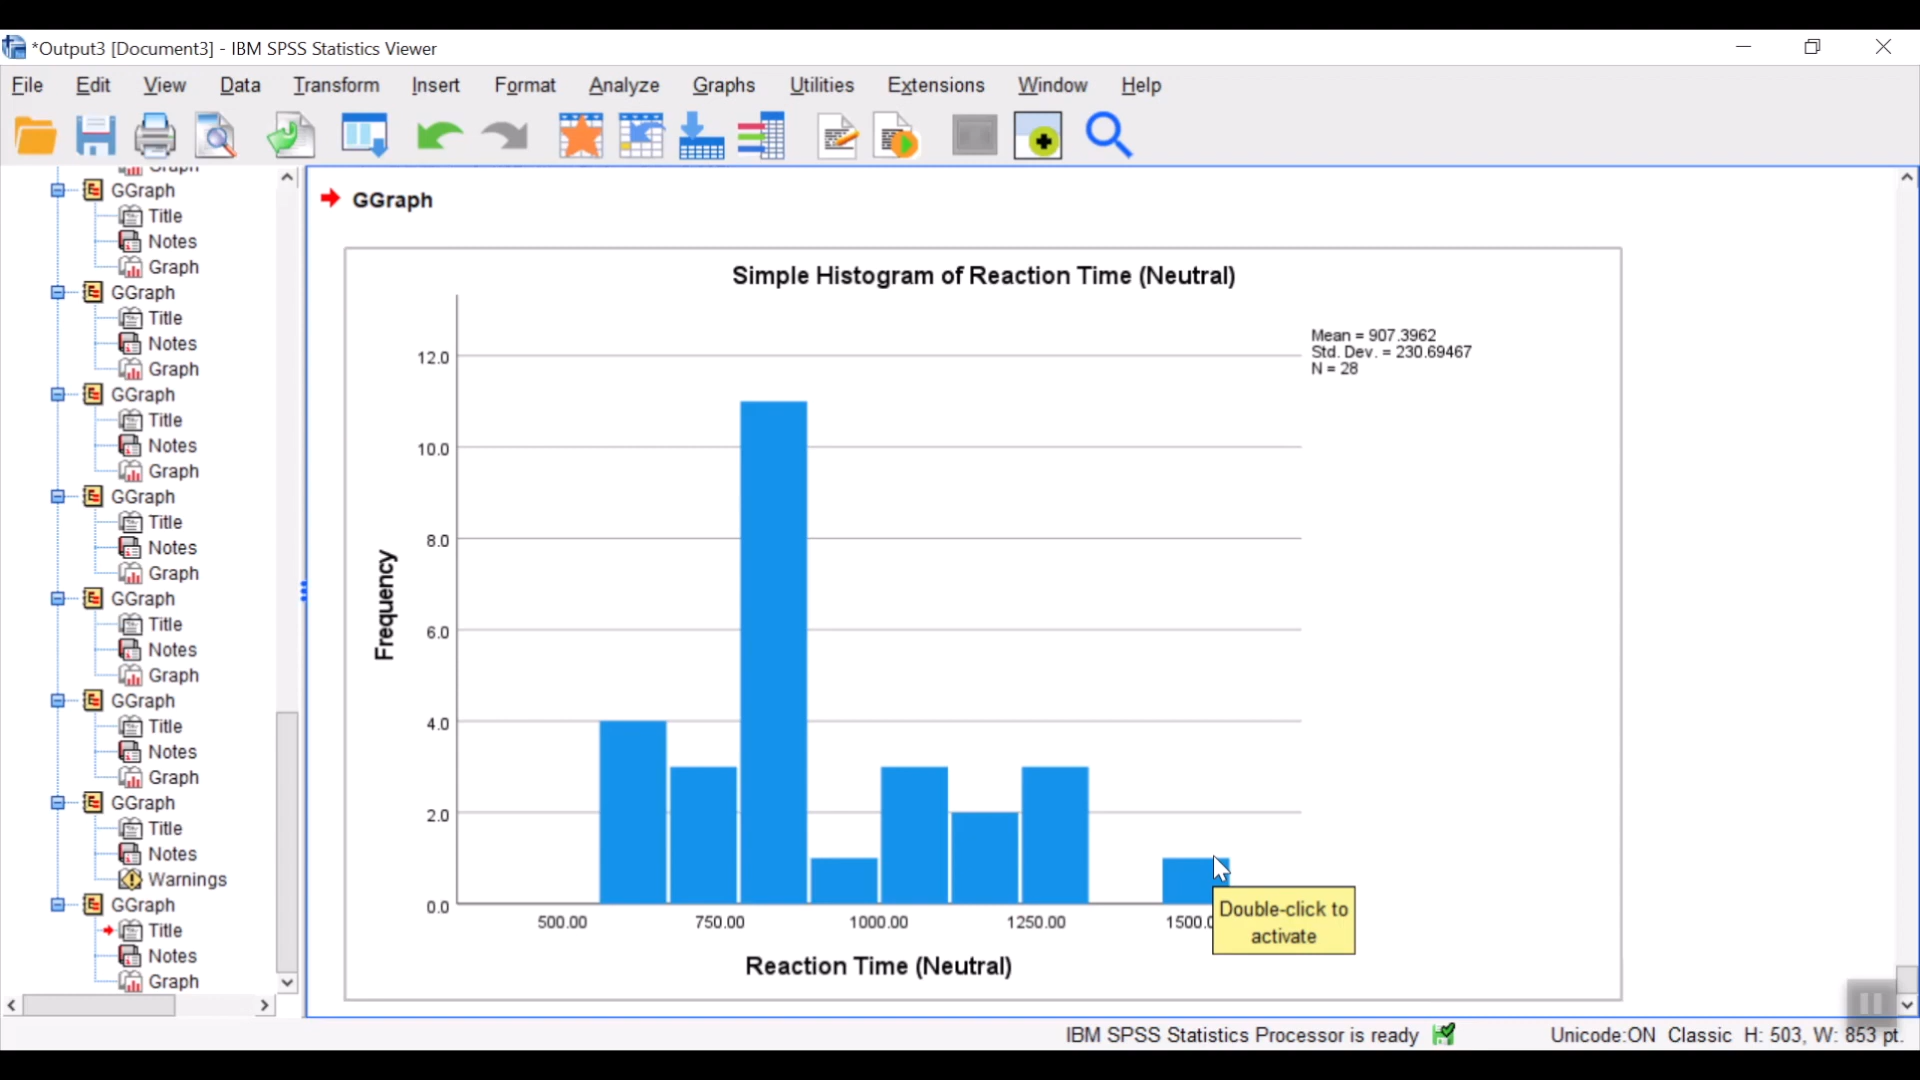 *Output3 [Document3] - IBM SPSS Statistics Viewer
File Edit View Data Transform Insert Format Analyze Graphs Utilities Extensions Window Help
Graph
GGraph
Title
Notes
Graph
GGraph
Title
Notes
Graph
GGraph
Title
Notes
Graph
GGraph
Title
Notes
Graph
GGraph
Title
Notes
Graph
GGraph
Title
Notes
Graph
GGraph
Title
Notes
Warnings
GGraph
Title
Notes
Graph
GGraph
Simple Histogram of Reaction Time (Neutral)
Mean = 907.3962
Std. Dev. = 230.69467
N = 28
Frequency
12.0
10.0
8.0
6.0
4.0
2.0
0.0
500.00 750.00 1000.00 1250.00 1500.0
Reaction Time (Neutral)
Double-click to
activate
IBM SPSS Statistics Processor is ready Unicode:ON Classic H: 503, W: 853 pt.